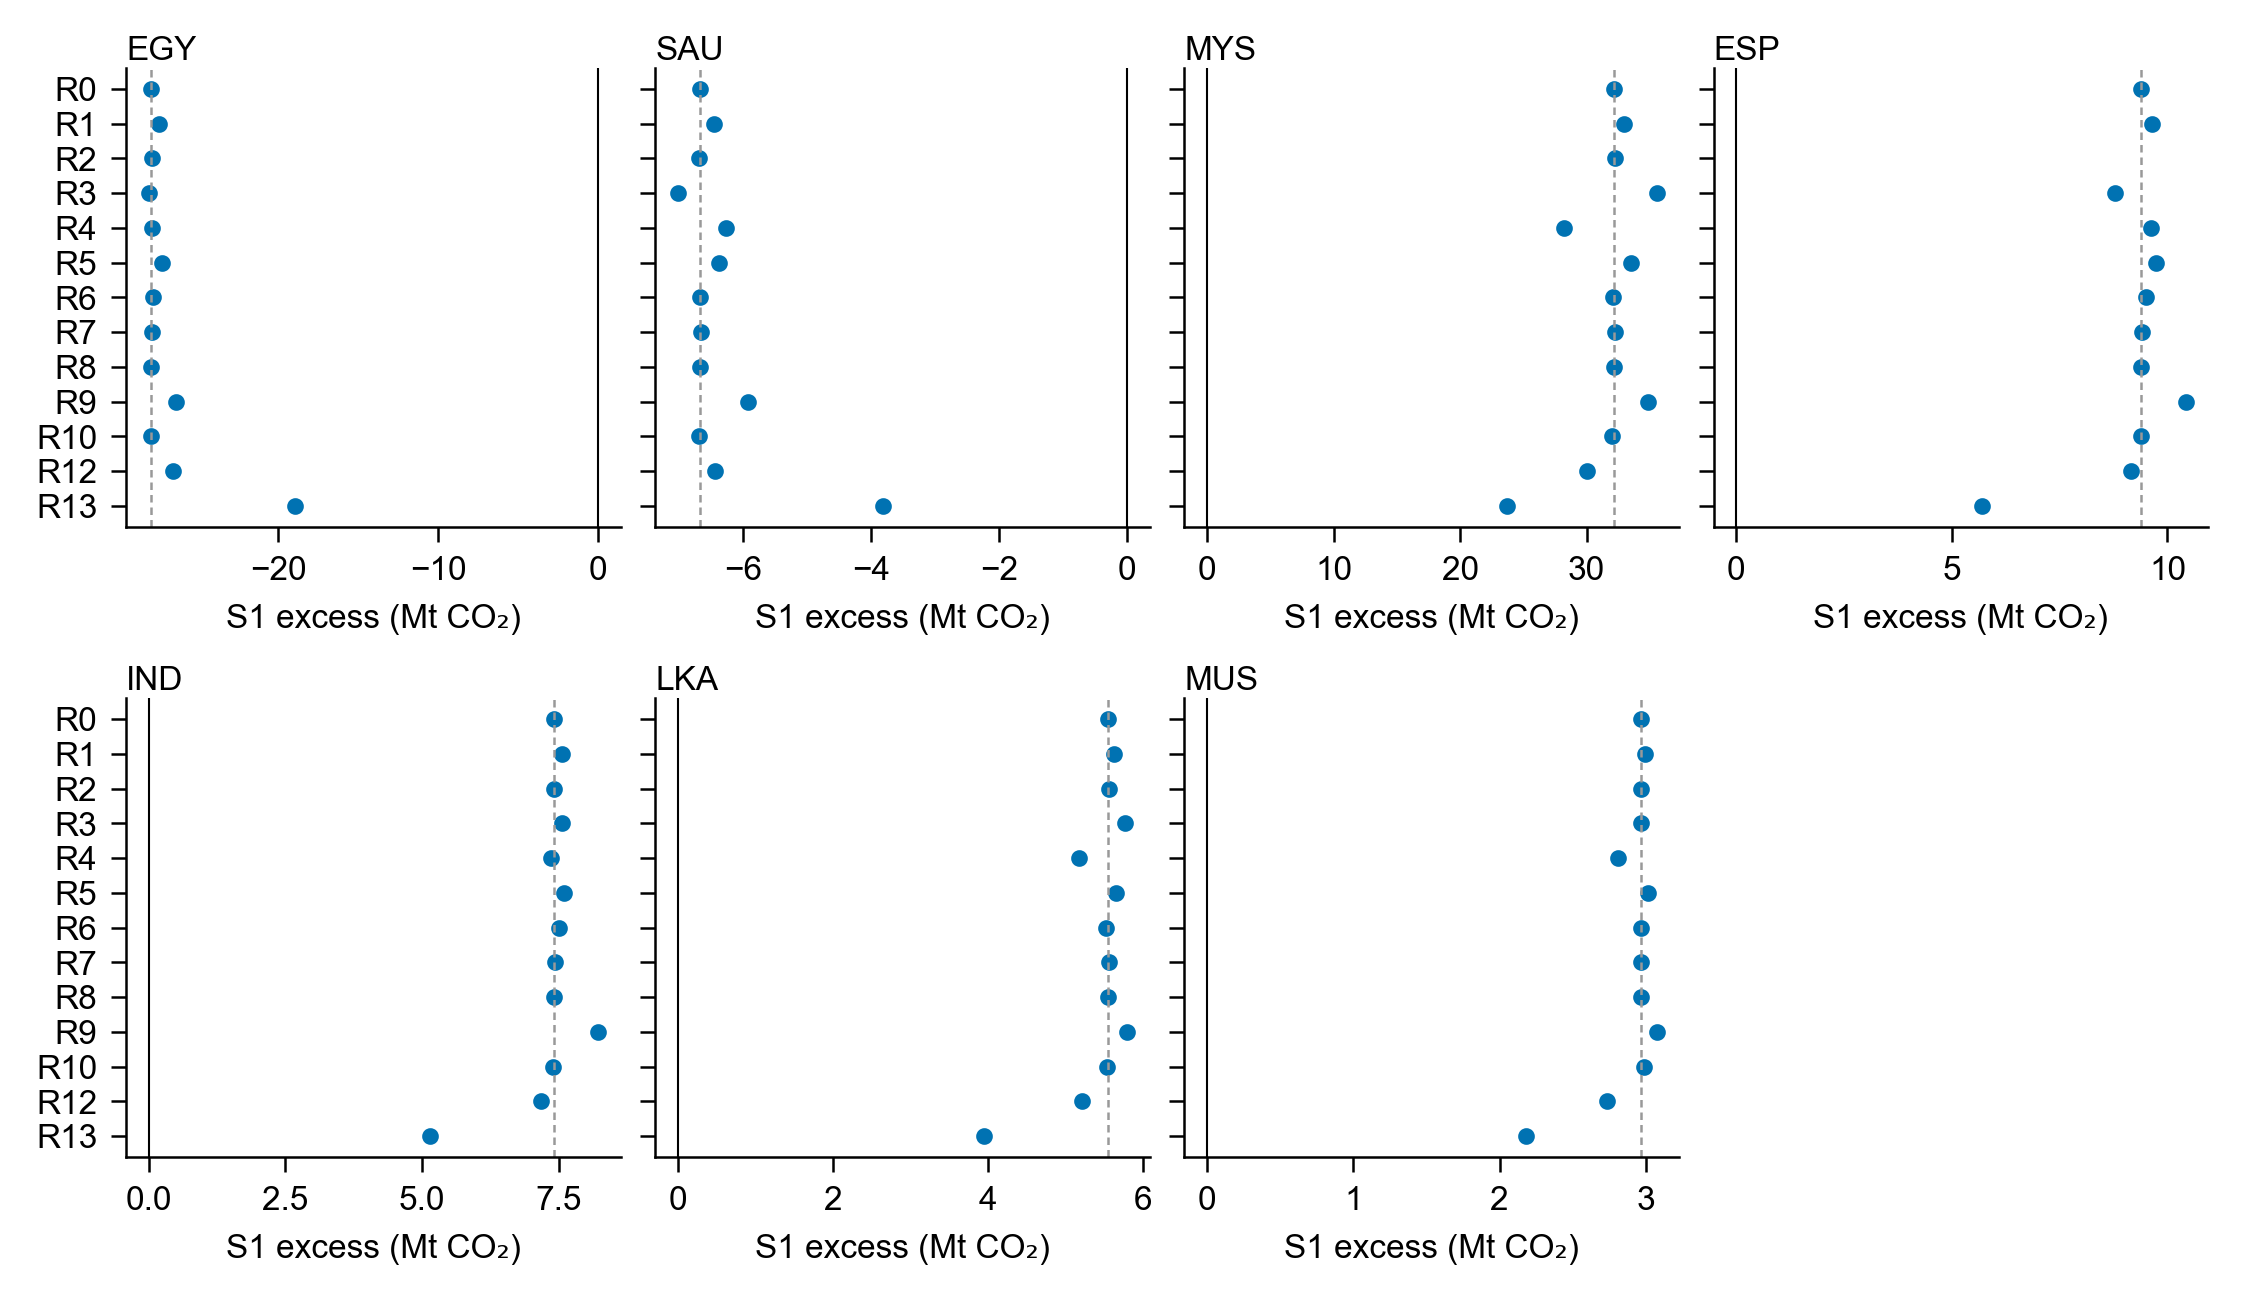 EGY
SAU
MYS
ESP
R0
R1
R2
R3
R4
R5
R6
R7
R8
R9
R10
R12
R13
−20 −10 0
−6 −4 −2 0
0 10 20 30
0 5 10
S1 excess (Mt CO₂)
S1 excess (Mt CO₂)
S1 excess (Mt CO₂)
S1 excess (Mt CO₂)
IND
LKA
MUS
R0
R1
R2
R3
R4
R5
R6
R7
R8
R9
R10
R12
R13
0.0 2.5 5.0 7.5
0 2 4 6
0 1 2 3
S1 excess (Mt CO₂)
S1 excess (Mt CO₂)
S1 excess (Mt CO₂)